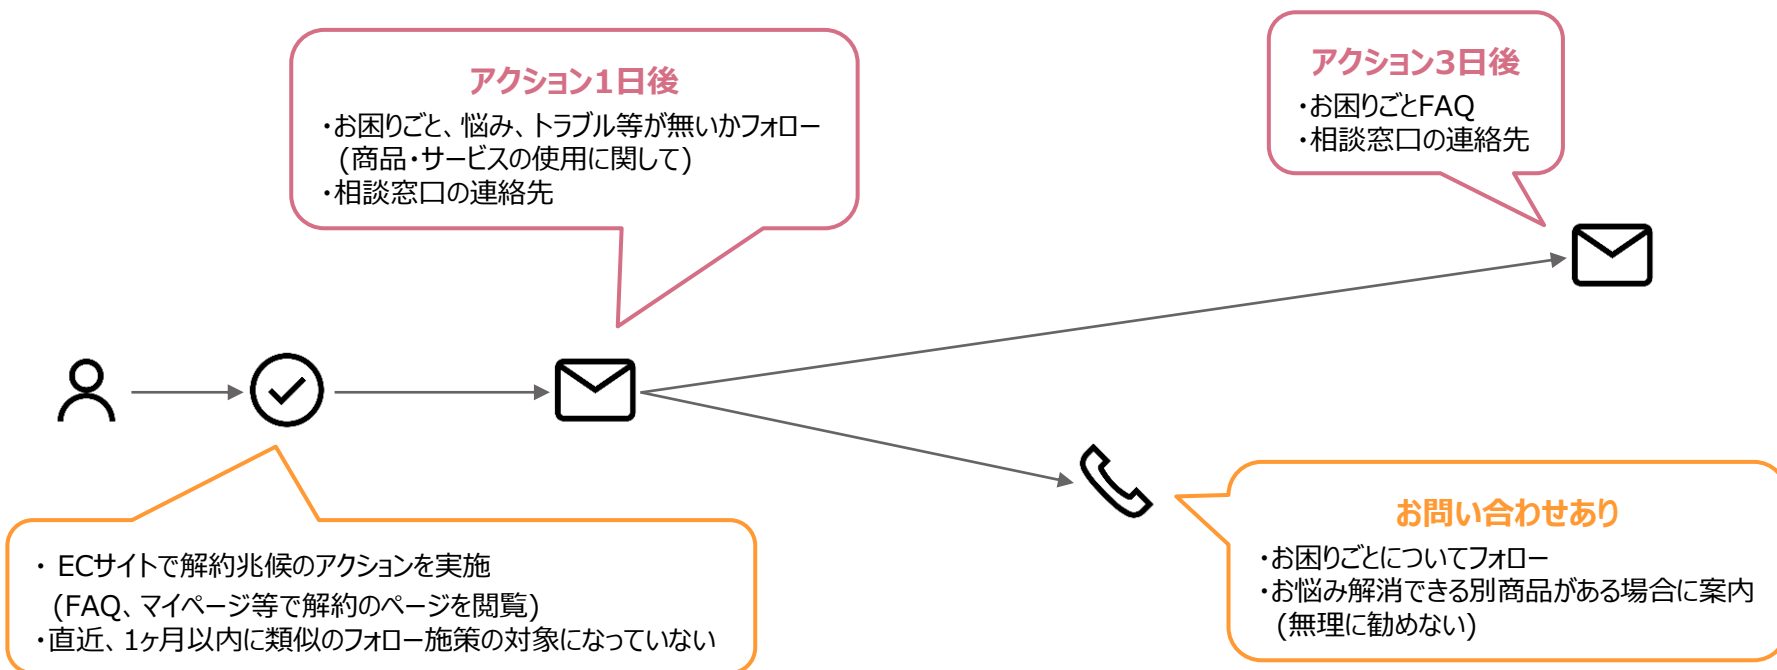 アクション1日後
・お困りごと、悩み、トラブル等が無いかフォロー
(商品・サービスの使用に関して)
・相談窓口の連絡先
アクション3日後
・お困りごとFAQ
・相談窓口の連絡先
・ ECサイトで解約兆候のアクションを実施
(FAQ、マイページ等で解約のページを閲覧)
・直近、1ヶ月以内に類似のフォロー施策の対象になっていない
お問い合わせあり
・お困りごとについてフォロー
・お悩み解消できる別商品がある場合に案内
(無理に勧めない)